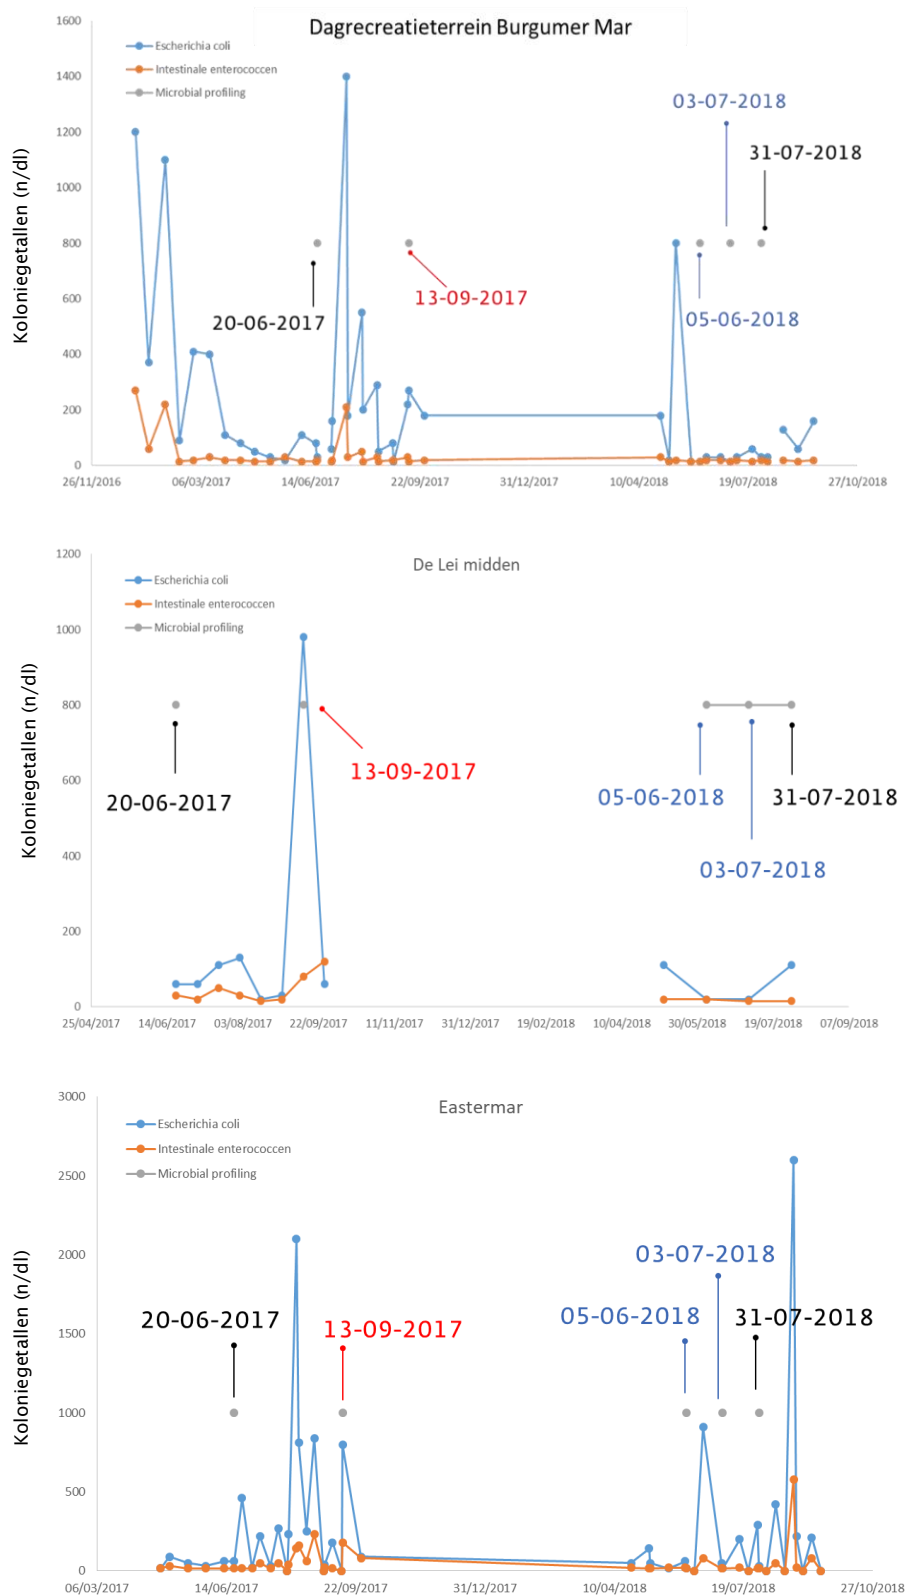 Dagrecreatieterrein Burgumer Mar
Koloniegetallen (n/dl)
1600
1400
1200
1000
800
600
400
200
0
Escherichia coli
Intestinale enterococcen
Microbial profiling
03-07-2018
31-07-2018
13-09-2017
20-06-2017
05-06-2018
26/11/2016 06/03/2017 14/06/2017 22/09/2017 31/12/2017 10/04/2018 19/07/2018 27/10/2018
De Lei midden
Koloniegetallen (n/dl)
1200
1000
800
600
400
200
0
Escherichia coli
Intestinale enterococcen
Microbial profiling
13-09-2017
20-06-2017
05-06-2018
31-07-2018
03-07-2018
25/04/2017 14/06/2017 03/08/2017 22/09/2017 11/11/2017 31/12/2017 19/02/2018 10/04/2018 30/05/2018 19/07/2018 07/09/2018
Eastermar
Koloniegetallen (n/dl)
3000
2500
2000
1500
1000
500
0
Escherichia coli
Intestinale enterococcen
Microbial profiling
03-07-2018
20-06-2017
13-09-2017
05-06-2018
31-07-2018
06/03/2017 14/06/2017 22/09/2017 31/12/2017 10/04/2018 19/07/2018 27/10/2018